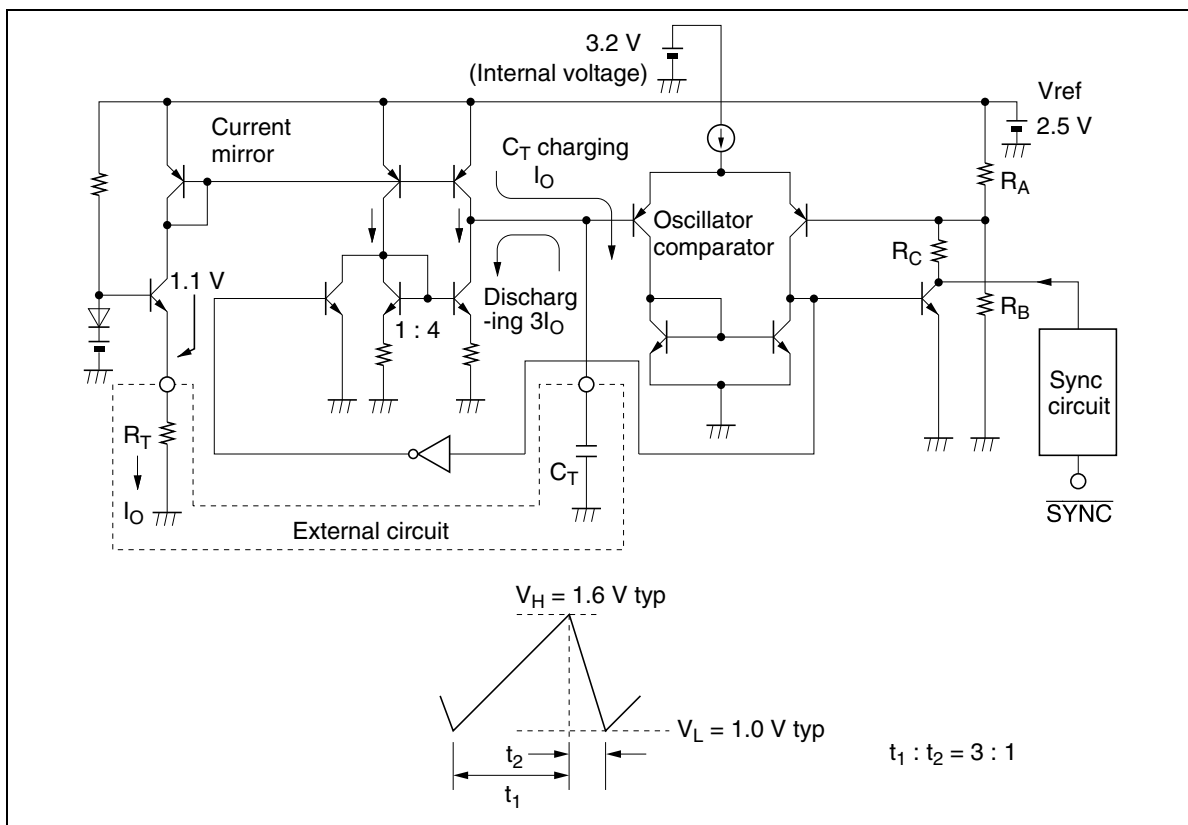 3.2 V
(Internal voltage)
Vref
2.5 V
Current
mirror
C_T charging
I_O
R_A
Oscillator
comparator
R_C
1.1 V
Discharg
-ing 3I_O
R_B
1 : 4
Sync
circuit
R_T
C_T
I_O
SYNC
External circuit
V_H = 1.6 V typ
V_L = 1.0 V typ
t_2
t_1 : t_2 = 3 : 1
t_1